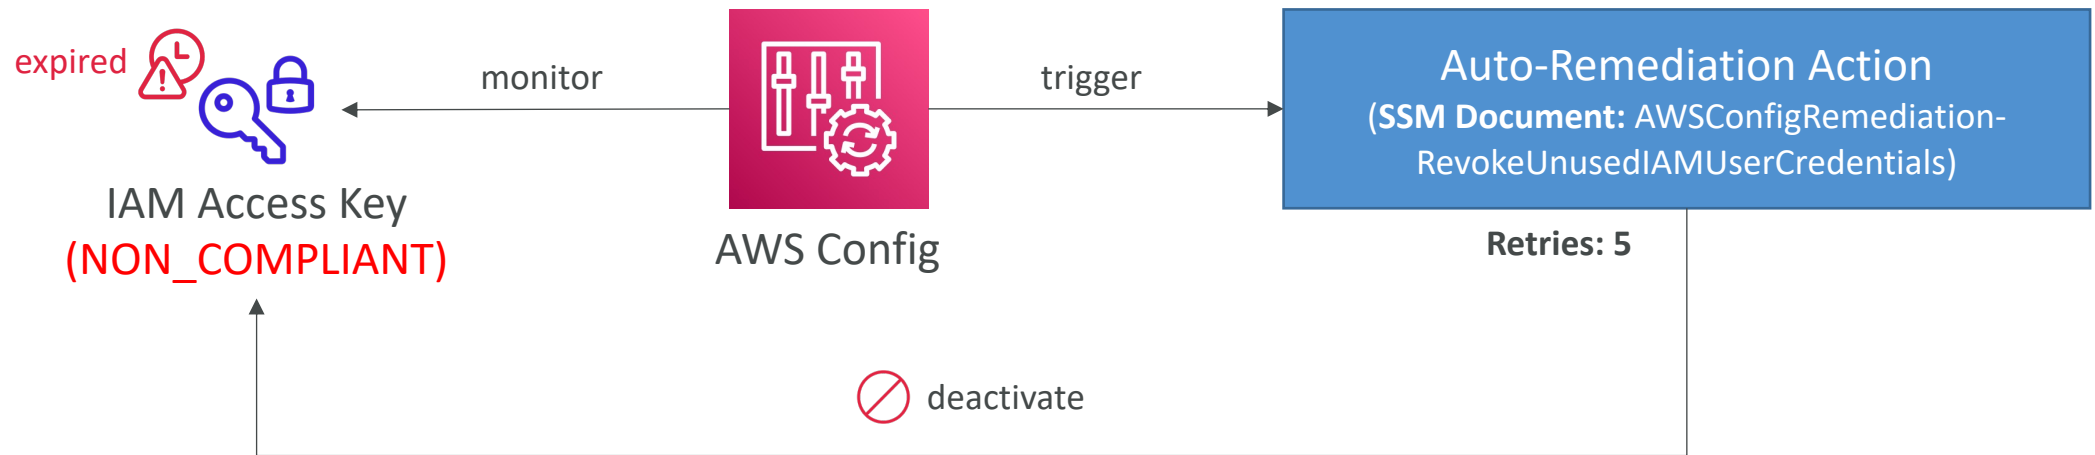 expired
monitor
trigger
IAM Access Key
(NON_COMPLIANT)
AWS Config
Auto-Remediation Action
(SSM Document: AWSConfigRemediation-
RevokeUnusedIAMUserCredentials)
Retries: 5
deactivate